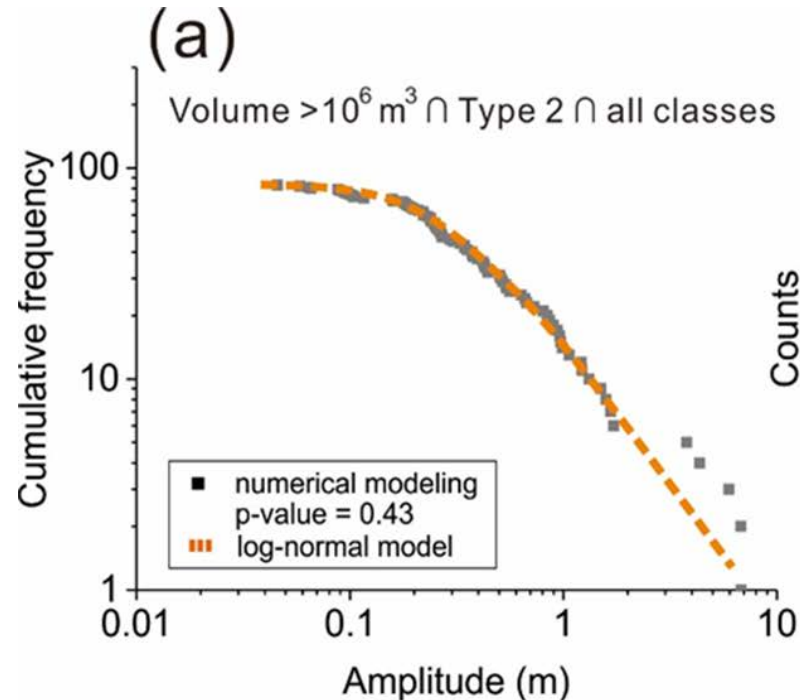 (a)
Volume >10⁶ m³ ∩ Type 2 ∩ all classes
Cumulative frequency
100
10
1
numerical modeling
p-value = 0.43
log-normal model
0.01
0.1
1
10
Amplitude (m)
Counts